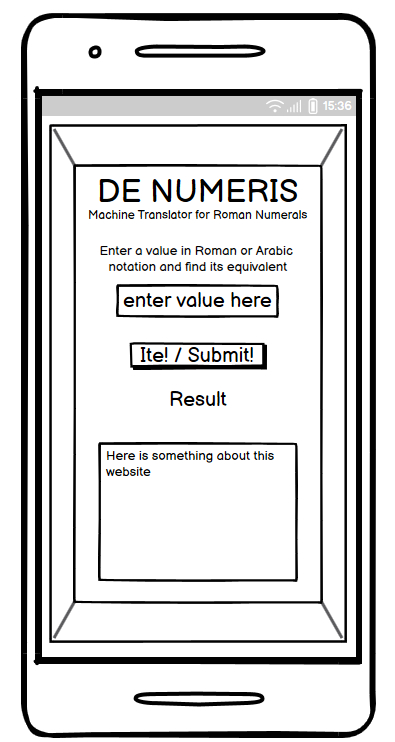 15:36
DE NUMERIS
Machine Translator for Roman Numerals
Enter a value in Roman or Arabic
notation and find its equivalent
enter value here
Ite! / Submit!
Result
Here is something about this
website